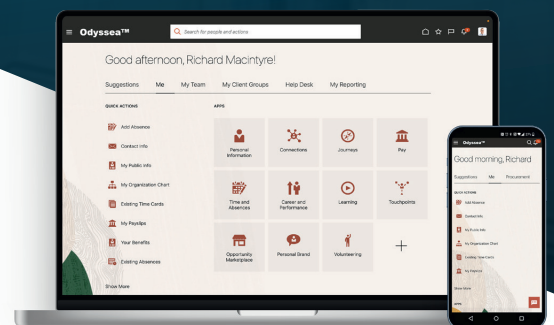 Odyssea™
Search for people and actions
Good afternoon, Richard Macintyre!
Suggestions Me My Team My Client Groups Help Desk My Reporting
QUICK ACTIONS
Add Absence
Contact Info
My Public Info
My Organization Chart
Existing Time Cards
My Payslips
Your Benefits
Existing Absences
Show More
APPS
Personal
Information
Connections
Journeys
Pay
Time and
Absences
Career and
Performance
Learning
Touchpoints
Opportunity
Marketplace
Personal Brand
Volunteering
Odyssea™
Good morning, Richard
Suggestions Me Procurement
QUICK ACTIONS
Add Absence
Contact Info
My Public Info
My Organization Chart
Existing Time Cards
My Payslips
Show More
APPS